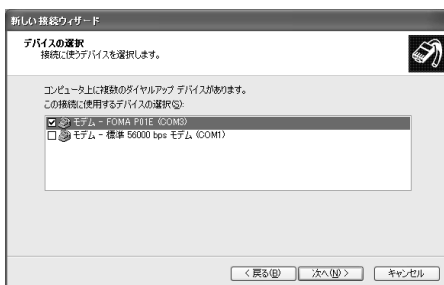 新しい接続ウィザード
デバイスの選択
接続に使うデバイスを選択します。
コンピュータ上に複数のダイヤルアップ デバイスがあります。
この接続に使用するデバイスの選択(S):
モデム - FOMA P01E (COM3)
モデム - 標準 56000 bps モデム (COM1)
< 戻る(B) 次へ(N) > キャンセル